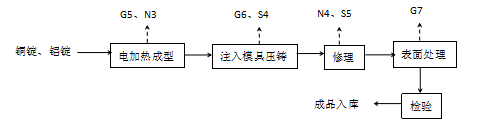 G5、N3
G6、S4
N4、S5
G7
铜锭、铝锭
电加热成型
注入模具压铸
修理
表面处理
成品入库
检验